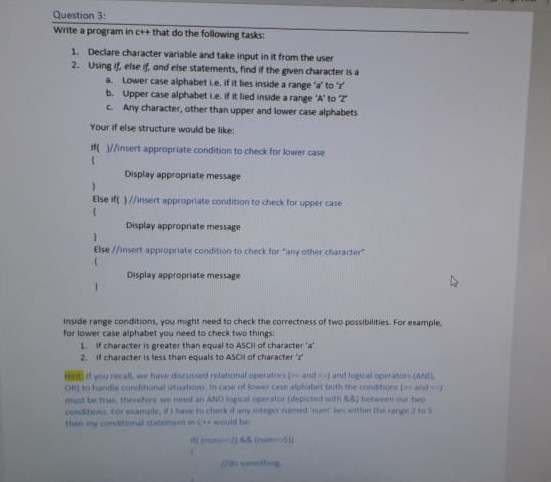 Question 3:
Write a program in c++ that do the following tasks:
1. Declare character variable and take input in it from the user
2. Using if, else if, and else statements, find if the given character is a
a. Lower case alphabet i.e. if it lies inside a range 'a' to 'z'
b. Upper case alphabet i.e. if it lied inside a range 'A' to 'Z'
c. Any character, other than upper and lower case alphabets
Your if else structure would be like:
If( )//insert appropriate condition to check for lower case
{
Display appropriate message
}
Else if( )//insert appropriate condition to check for upper case
{
Display appropriate message
}
Else //insert appropriate condition to check for "any other character"
{
Display appropriate message
}
Inside range conditions, you might need to check the correctness of two possibilities. For example,
for lower case alphabet you need to check two things:
1. If character is greater than equal to ASCII of character 'a'
2. If character is less than equals to ASCII of character 'z'
Hint: If you recall, we have discussed relational operators (>= and <=) and logical operators (AND,
OR) to handle conditional situations. In case of lower case alphabet both the conditions (>= and <=)
must be true, therefore we need an AND logical operator (depicted with &&) between our two
conditions. For example, if I have to check if any integer named 'num' lies within the range 2 to 5
then my conditional statement in C++ would be:
if( (num>=2) && (num<=5))
{
//do something